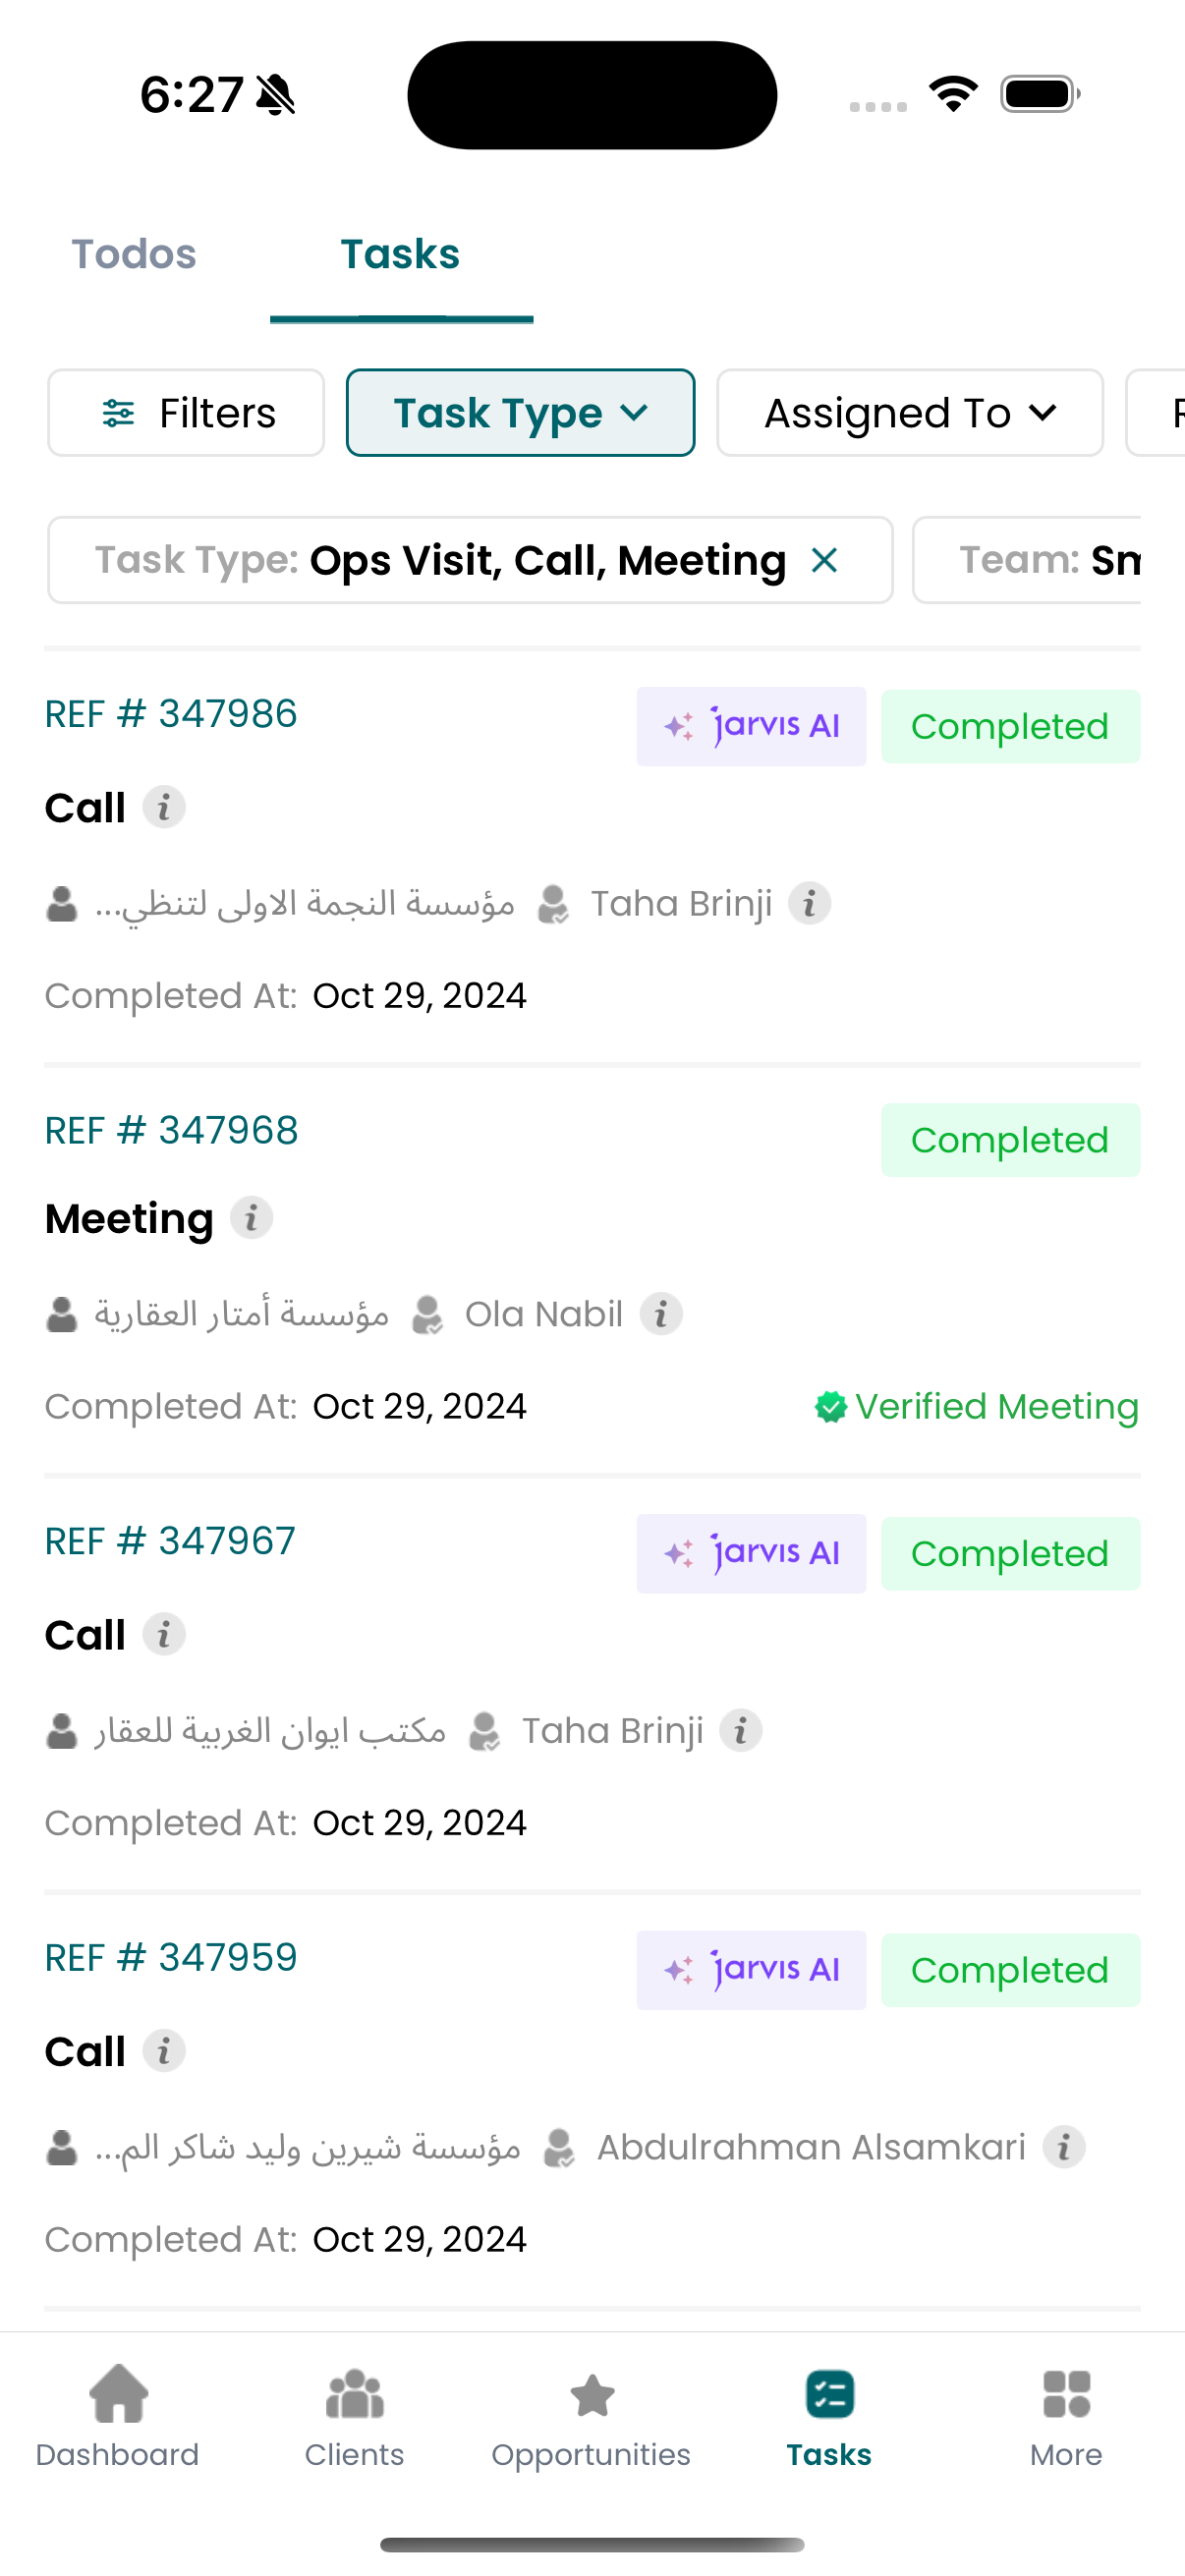 6:27
Todos Tasks
Filters Task Type Assigned To
Task Type: Ops Visit, Call, Meeting Team:
REF # 347986 jarvis AI Completed
Call
مؤسسة النجمة الاولى لتنظي... Taha Brinji
Completed At: Oct 29, 2024
REF # 347968 Completed
Meeting
مؤسسة أمتار العقارية Ola Nabil
Completed At: Oct 29, 2024 Verified Meeting
REF # 347967 jarvis AI Completed
Call
مكتب ايوان الغربية للعقار Taha Brinji
Completed At: Oct 29, 2024
REF # 347959 jarvis AI Completed
Call
مؤسسة شيرين وليد شاكر الم... Abdulrahman Alsamkari
Completed At: Oct 29, 2024
Dashboard Clients Opportunities Tasks More